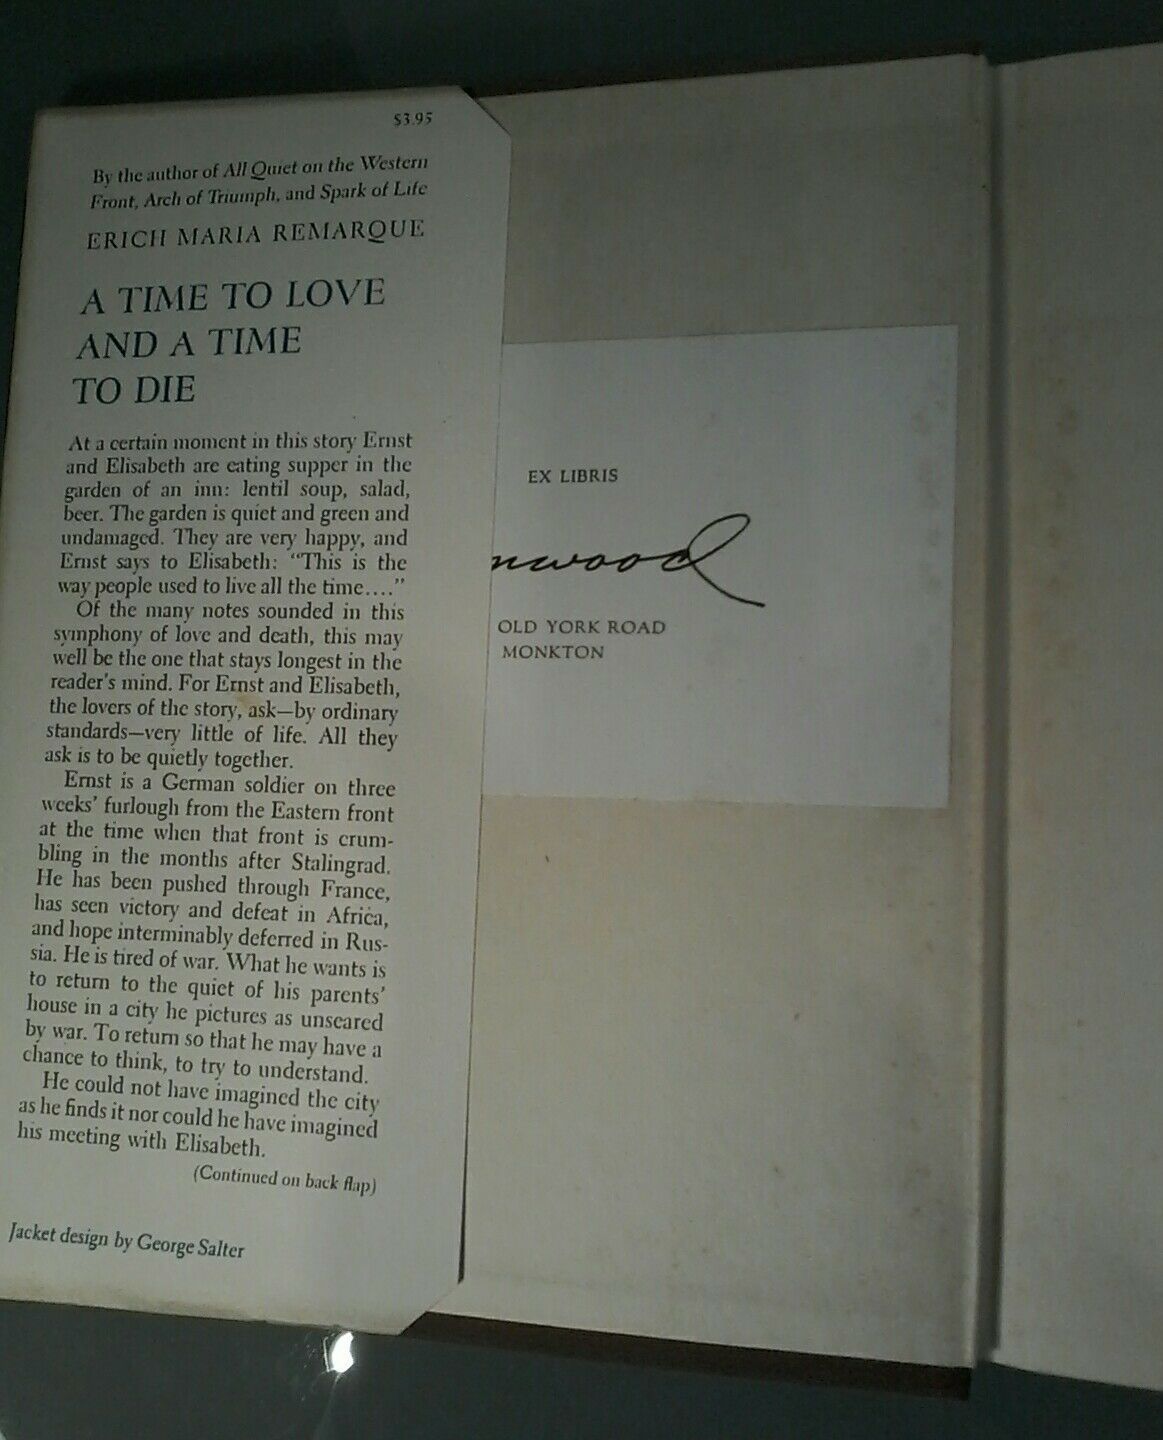 $3.95
By the author of All Quiet on the Western
Front, Arch of Triumph, and Spark of Life
ERICH MARIA REMARQUE
A TIME TO LOVE
AND A TIME
TO DIE
At a certain moment in this story Ernst
and Elisabeth are eating supper in the
garden of an inn: lentil soup, salad,
beer. The garden is quiet and green and
undamaged. They are very happy, and
Ernst says to Elisabeth: "This is the
way people used to live all the time...."
Of the many notes sounded in this
symphony of love and death, this may
well be the one that stays longest in the
reader's mind. For Ernst and Elisabeth,
the lovers of the story, ask—by ordinary
standards—very little of life. All they
ask is to be quietly together.
Ernst is a German soldier on three
weeks' furlough from the Eastern front
at the time when that front is crum-
bling in the months after Stalingrad.
He has been pushed through France,
has seen victory and defeat in Africa,
and hope interminably deferred in Rus-
sia. He is tired of war. What he wants is
to return to the quiet of his parents'
house in a city he pictures as unseared
by war. To return so that he may have a
chance to think, to try to understand.
He could not have imagined the city
as he finds it nor could he have imagined
his meeting with Elisabeth.
(Continued on back flap)
Jacket design by George Salter
EX LIBRIS
nwood
OLD YORK ROAD
MONKTON